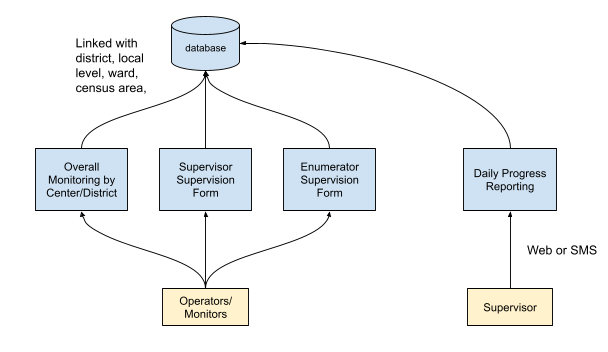 database
Linked with
district, local
level, ward,
census area,
Overall
Monitoring by
Center/District
Supervisor
Supervision
Form
Enumerator
Supervision
Form
Daily Progress
Reporting
Web or SMS
Operators/
Monitors
Supervisor